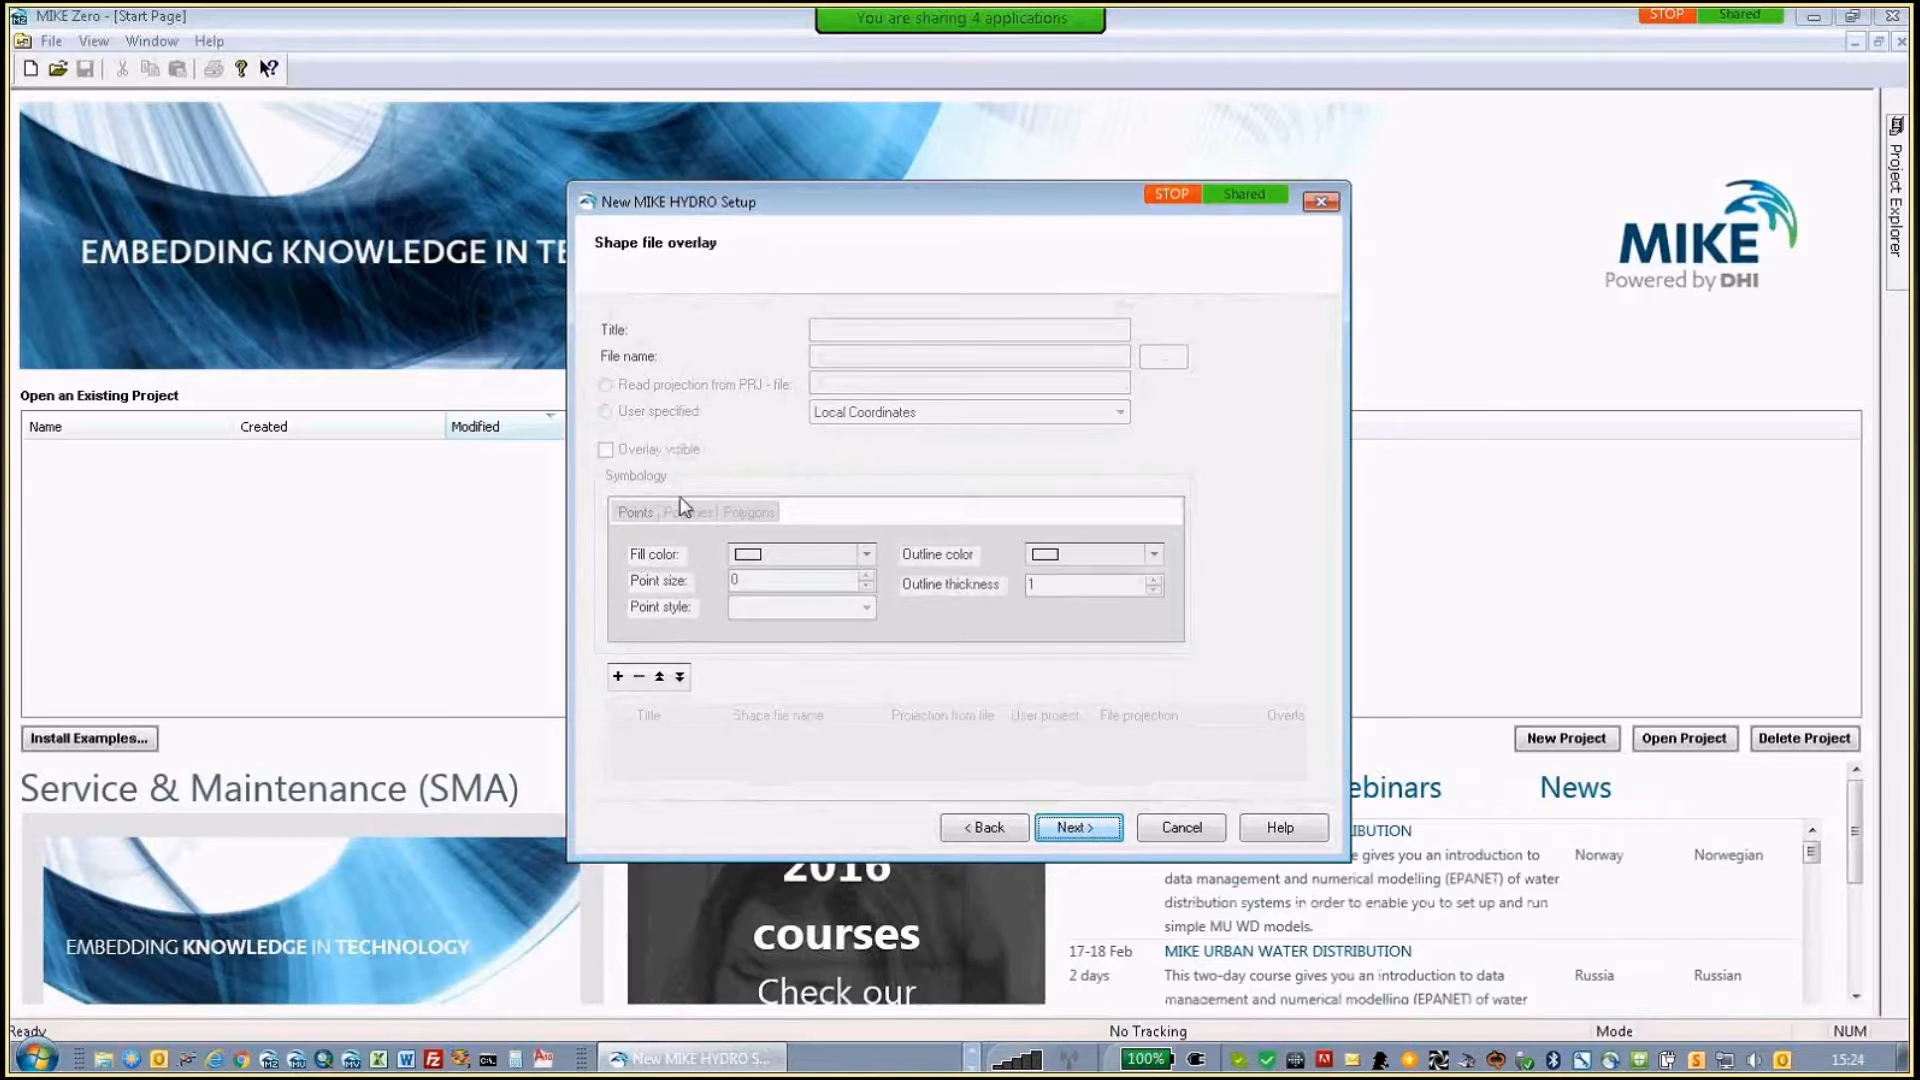 MIKE Zero - [Start Page]
You are sharing 4 applications
STOP
Shared
File View Window Help
Project Explorer
EMBEDDING KNOWLEDGE IN TE
MIKE
Powered by DHI
New MIKE HYDRO Setup
STOP
Shared
Shape file overlay
Title:
File name:
...
Read projection from PRJ - file:
User specified:
Local Coordinates
Overlay visible
Symbology
Points
Polygons
Fill color:
Outline color
Point size:
0
Outline thickness
1
Point style:
Title Shape file name Projection from file User project File projection Overla
< Back
Next >
Cancel
Help
Open an Existing Project
Name Created Modified
Install Examples...
New Project
Open Project
Delete Project
Service & Maintenance (SMA)
EMBEDDING KNOWLEDGE IN TECHNOLOGY
2016
courses
Check our
ebinars
News
IBUTION
e gives you an introduction to
data management and numerical modelling (EPANET) of water
distribution systems in order to enable you to set up and run
simple MU WD models.
Norway
Norwegian
17-18 Feb
2 days
MIKE URBAN WATER DISTRIBUTION
This two-day course gives you an introduction to data
management and numerical modelling (EPANET) of water
Russia
Russian
Ready
No Tracking
Mode
NUM
New MIKE HYDRO S...
100%
15:24